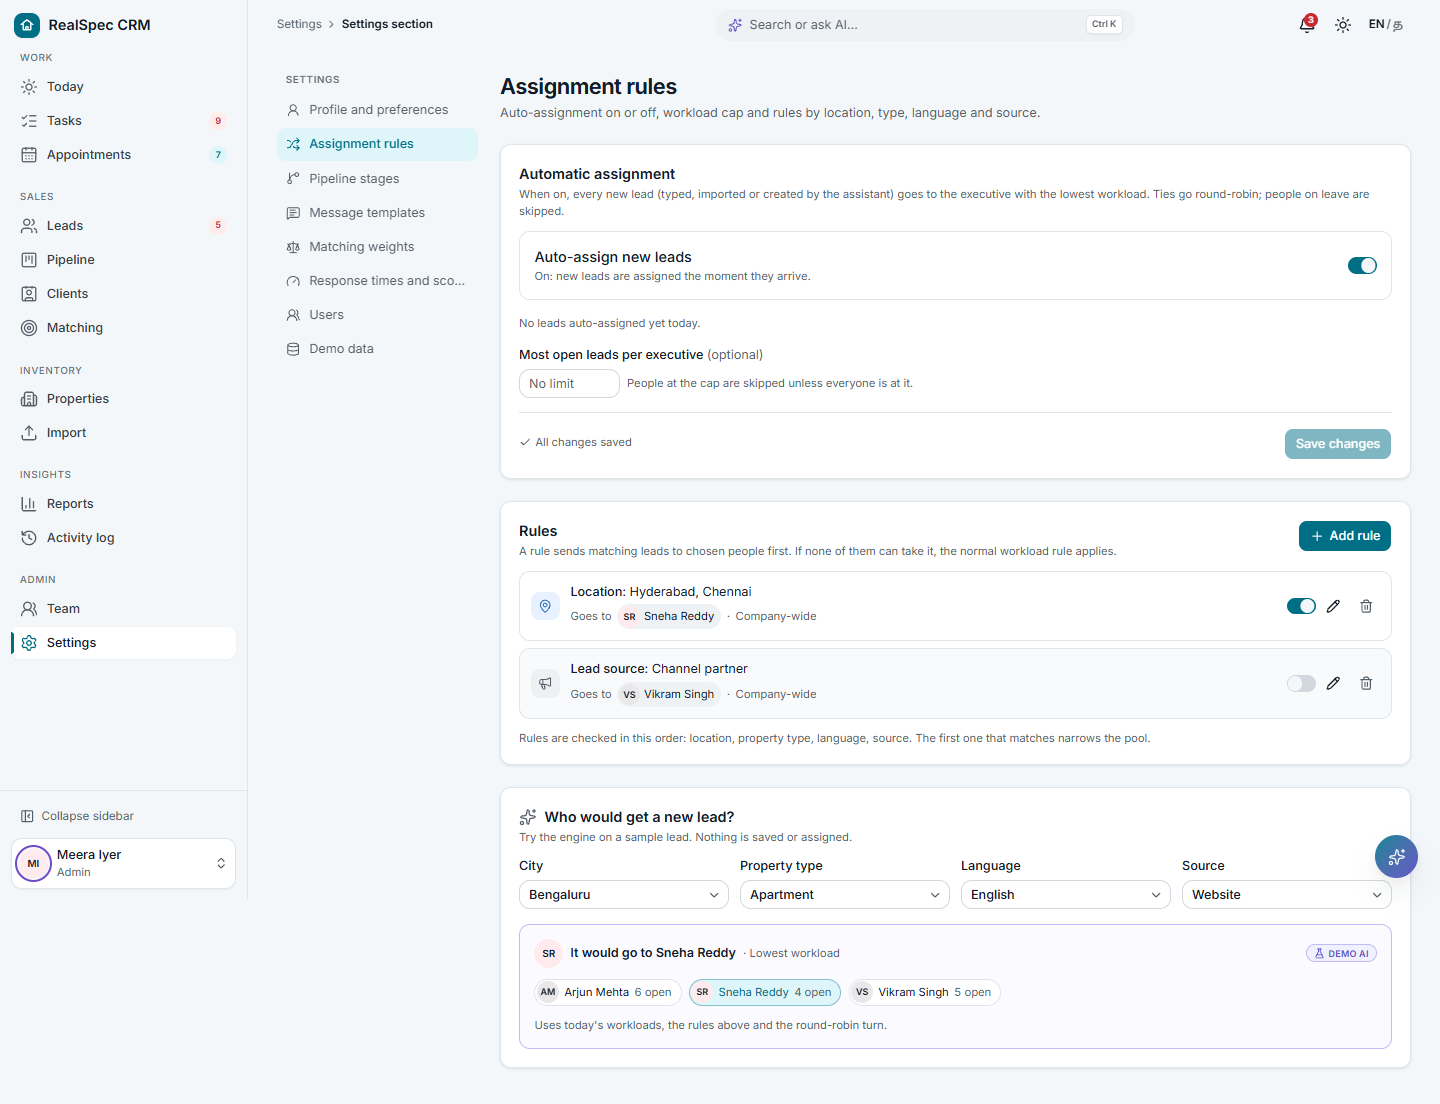 RealSpec CRM
WORK
Today
Tasks 9
Appointments 7
SALES
Leads 5
Pipeline
Clients
Matching
INVENTORY
Properties
Import
INSIGHTS
Reports
Activity log
ADMIN
Team
Settings
Collapse sidebar
MI
Meera Iyer
Admin
Settings > Settings section
Search or ask AI... Ctrl K
3
EN / த
SETTINGS
Profile and preferences
Assignment rules
Pipeline stages
Message templates
Matching weights
Response times and sco...
Users
Demo data
Assignment rules
Auto-assignment on or off, workload cap and rules by location, type, language and source.
Automatic assignment
When on, every new lead (typed, imported or created by the assistant) goes to the executive with the lowest workload. Ties go round-robin; people on leave are
skipped.
Auto-assign new leads
On: new leads are assigned the moment they arrive.
No leads auto-assigned yet today.
Most open leads per executive (optional)
No limit People at the cap are skipped unless everyone is at it.
All changes saved Save changes
Rules
A rule sends matching leads to chosen people first. If none of them can take it, the normal workload rule applies.
Add rule
Location: Hyderabad, Chennai
Goes to SR Sneha Reddy · Company-wide
Lead source: Channel partner
Goes to VS Vikram Singh · Company-wide
Rules are checked in this order: location, property type, language, source. The first one that matches narrows the pool.
Who would get a new lead?
Try the engine on a sample lead. Nothing is saved or assigned.
City Property type Language Source
Bengaluru Apartment English Website
SR It would go to Sneha Reddy · Lowest workload DEMO AI
AM Arjun Mehta 6 open SR Sneha Reddy 4 open VS Vikram Singh 5 open
Uses today's workloads, the rules above and the round-robin turn.